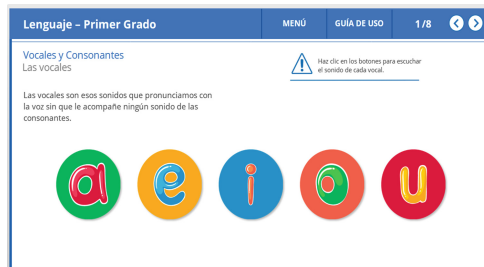 Lenguaje – Primer Grado
MENÚ
GUÍA DE USO
1/8
Vocales y Consonantes
Las vocales
Haz clic en los botones para escuchar
el sonido de cada vocal.
Las vocales son esos sonidos que pronunciamos con
la voz sin que le acompañe ningún sonido de las
consonantes.
a e i o u